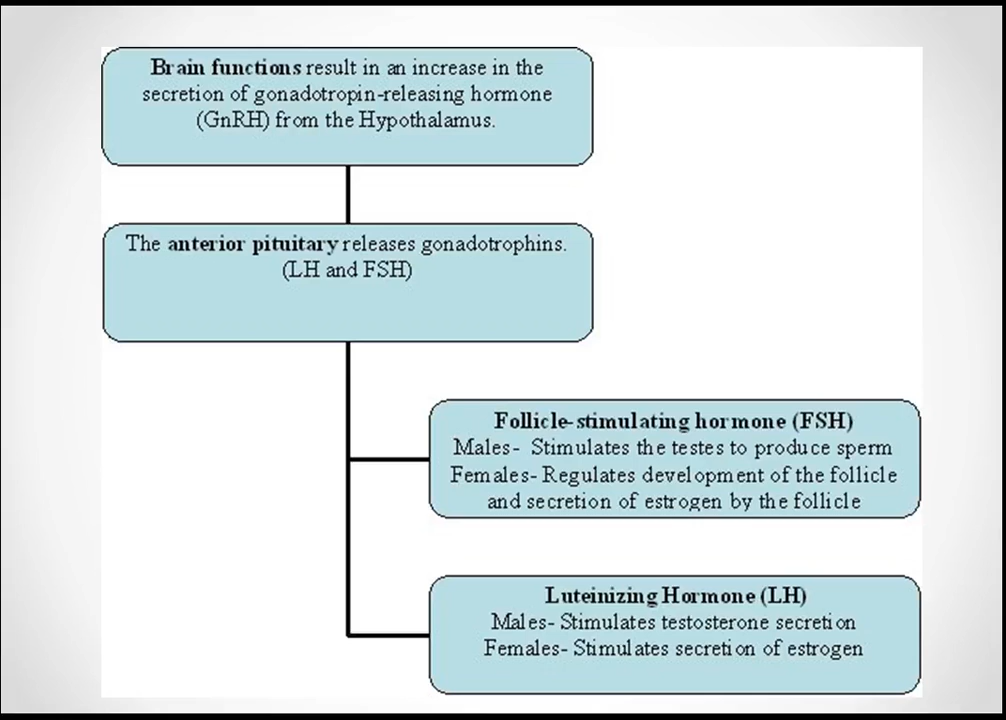 Brain functions result in an increase in the
secretion of gonadotropin-releasing hormone
(GnRH) from the Hypothalamus.
The anterior pituitary releases gonadotrophins.
(LH and FSH)
Follicle-stimulating hormone (FSH)
Males- Stimulates the testes to produce sperm
Females- Regulates development of the follicle
and secretion of estrogen by the follicle
Luteinizing Hormone (LH)
Males- Stimulates testosterone secretion
Females- Stimulates secretion of estrogen